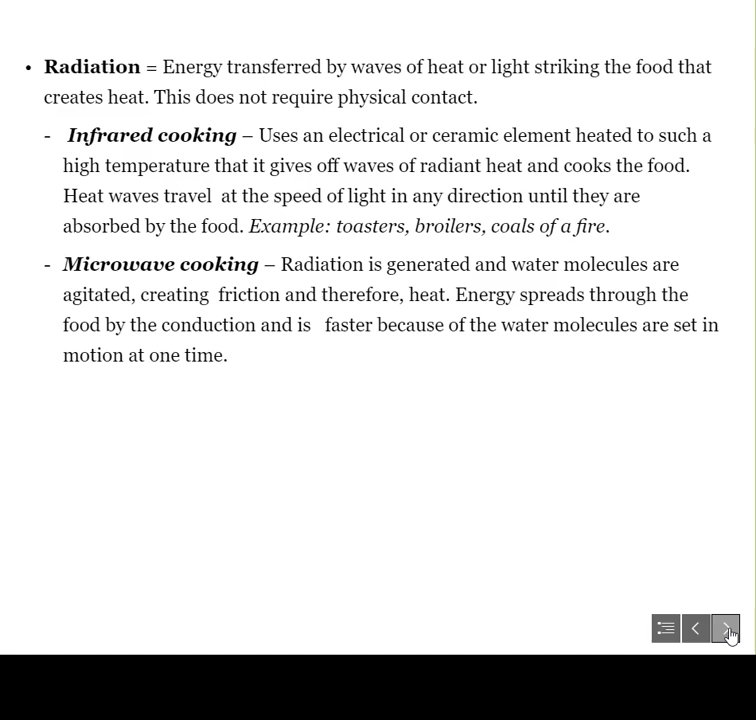 • Radiation = Energy transferred by waves of heat or light striking the food that
creates heat. This does not require physical contact.
- Infrared cooking – Uses an electrical or ceramic element heated to such a
high temperature that it gives off waves of radiant heat and cooks the food.
Heat waves travel  at the speed of light in any direction until they are
absorbed by the food. Example: toasters, broilers, coals of a fire.
- Microwave cooking – Radiation is generated and water molecules are
agitated, creating  friction and therefore, heat. Energy spreads through the
food by the conduction and is   faster because of the water molecules are set in
motion at one time.